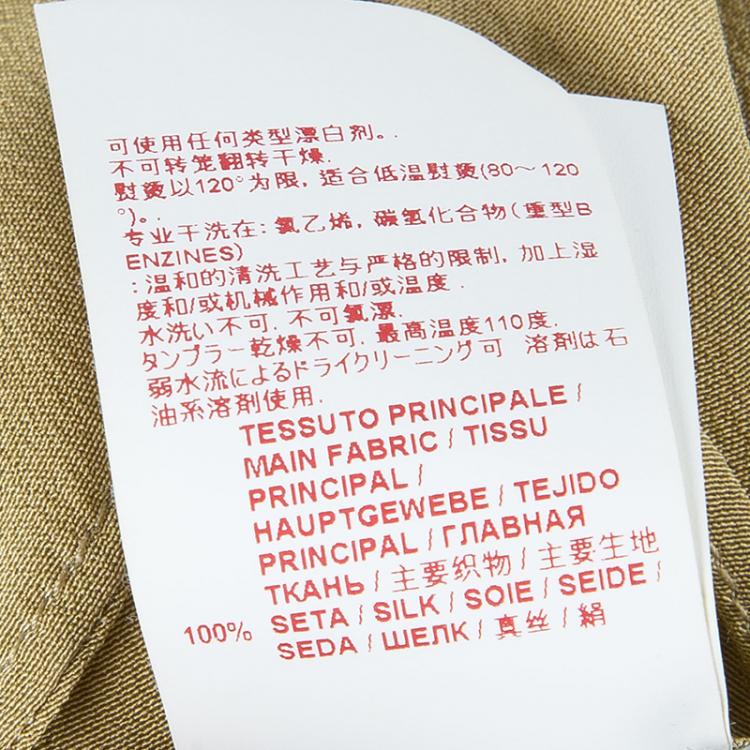 可使用任何类型漂白剂。.
不可转笼翻转干燥.
熨烫以120°为限, 适合低温熨烫(80～120
°)。.
专业干洗在: 氯乙烯, 碳氢化合物(重型B
ENZINES)
:温和的清洗工艺与严格的限制, 加上湿
度和/或机械作用和/或温度 .
水洗い不可. 不可氯漂.
タンブラー乾燥不可. 最高温度110度.
弱水流によるドライクリーニング可 溶剤は石
油系溶剤使用.
TESSUTO PRINCIPALE /
MAIN FABRIC / TISSU
PRINCIPAL /
HAUPTGEWEBE / TEJIDO
PRINCIPAL / ГЛАВНАЯ
ТКАНЬ / 主要织物 / 主要生地
100% SETA / SILK / SOIE / SEIDE /
SEDA / ШЕЛК / 真丝 / 絹